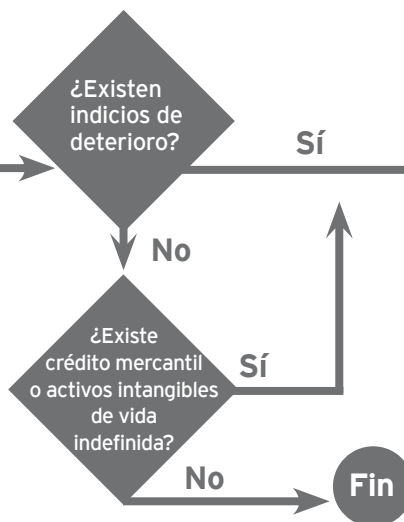 ¿Existen
indicios de
deterioro?
Sí
No
¿Existe
crédito mercantil
o activos intangibles
de vida
indefinida?
Sí
No
Fin